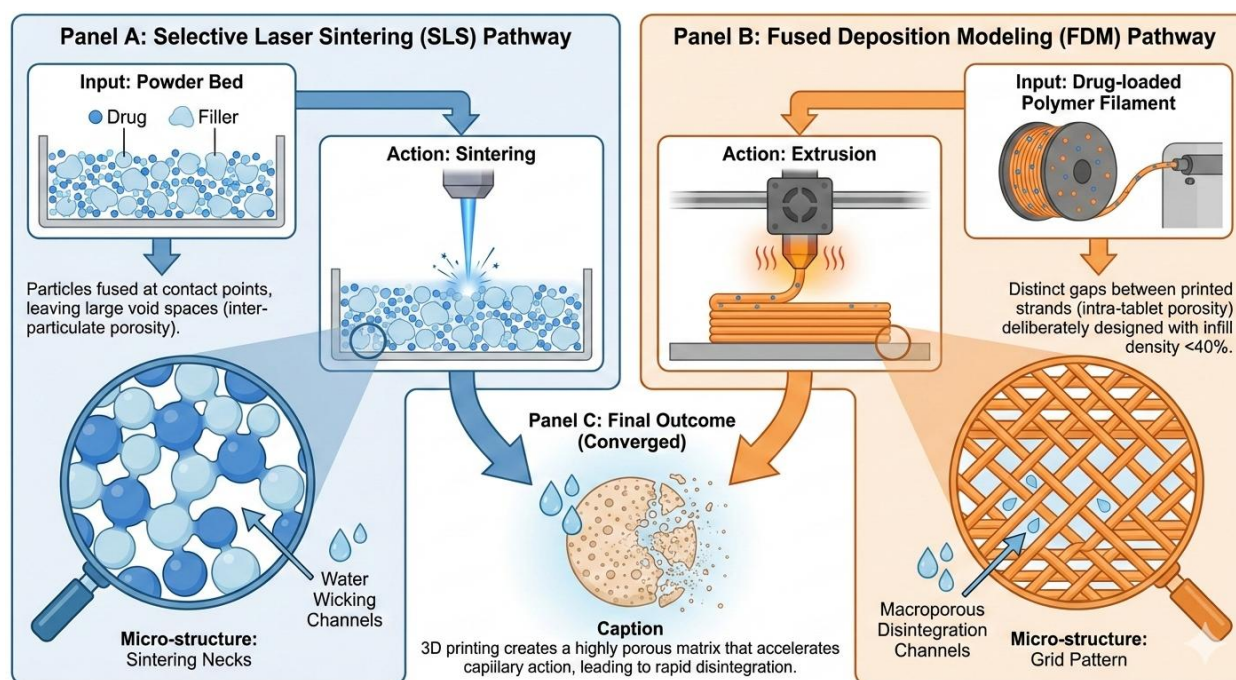 Panel A: Selective Laser Sintering (SLS) Pathway
Input: Powder Bed
Drug
Filler
Action: Sintering
Particles fused at contact points,
leaving large void spaces (inter-
particulate porosity).
Water
Wicking
Channels
Micro-structure:
Sintering Necks
Panel B: Fused Deposition Modeling (FDM) Pathway
Input: Drug-loaded
Polymer Filament
Action: Extrusion
Distinct gaps between printed
strands (intra-tablet porosity)
deliberately designed with infill
density <40%.
Macroporous
Disintegration
Channels
Micro-structure:
Grid Pattern
Panel C: Final Outcome
(Converged)
Caption
3D printing creates a highly porous matrix that accelerates
capillary action, leading to rapid disintegration.